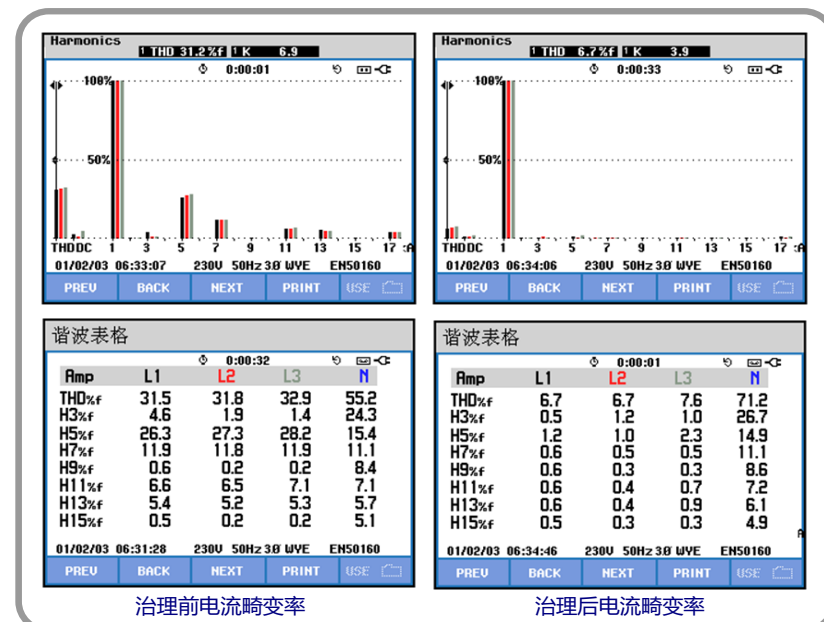 Harmonics
1 THD 31.2%f 1 K 6.9
0:00:01
100%
50%
THD DC 1 3 5 7 9 11 13 15 17 :A
01/02/03 06:33:07 230V 50Hz 3Ø WYE EN50160
PREV BACK NEXT PRINT USE
Harmonics
1 THD 6.7%f 1 K 3.9
0:00:33
100%
50%
THD DC 1 3 5 7 9 11 13 15 17 :A
01/02/03 06:34:06 230V 50Hz 3Ø WYE EN50160
PREV BACK NEXT PRINT USE
谐波表格
0:00:32
Amp L1 L2 L3 N
THD%f 31.5 31.8 32.9 55.2
H3%f 4.6 1.9 1.4 24.3
H5%f 26.3 27.3 28.2 15.4
H7%f 11.9 11.8 11.9 11.1
H9%f 0.6 0.2 0.2 8.4
H11%f 6.6 6.5 7.1 7.1
H13%f 5.4 5.2 5.3 5.7
H15%f 0.5 0.2 0.2 5.1
01/02/03 06:31:28 230V 50Hz 3Ø WYE EN50160
PREV BACK NEXT PRINT USE
治理前电流畸变率
谐波表格
0:00:01
Amp L1 L2 L3 N
THD%f 6.7 6.7 7.6 71.2
H3%f 0.5 1.2 1.0 26.7
H5%f 1.2 1.0 2.3 14.9
H7%f 0.6 0.5 0.5 11.1
H9%f 0.6 0.3 0.3 8.6
H11%f 0.6 0.4 0.7 7.2
H13%f 0.6 0.4 0.9 6.1
H15%f 0.5 0.3 0.3 4.9
A
01/02/03 06:34:46 230V 50Hz 3Ø WYE EN50160
PREV BACK NEXT PRINT USE
治理后电流畸变率